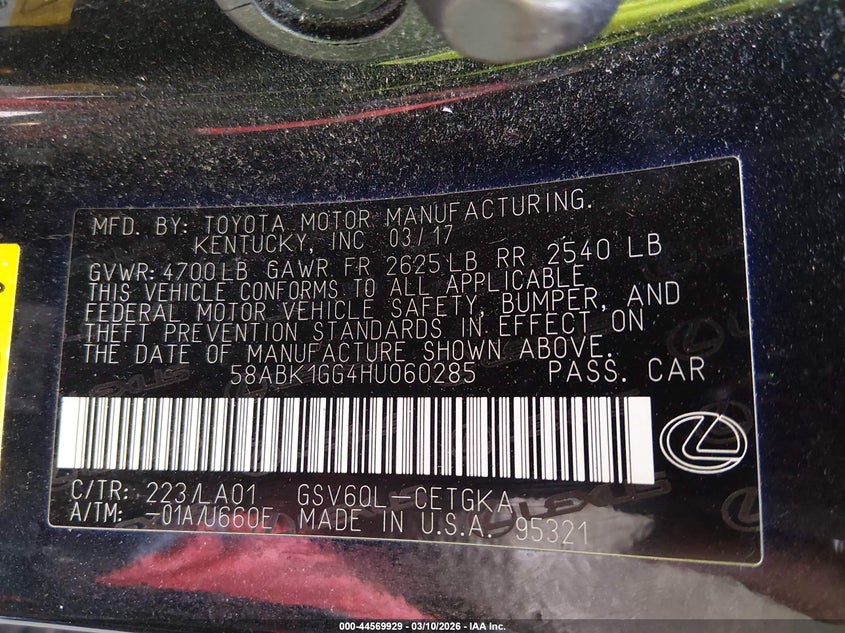 MFD. BY: TOYOTA MOTOR MANUFACTURING.
KENTUCKY, INC 03/17
GVWR: 4700LB GAWR FR 2625LB RR 2540 LB
THIS VEHICLE CONFORMS TO ALL APPLICABLE
FEDERAL MOTOR VEHICLE SAFETY, BUMPER, AND
THEFT PREVENTION STANDARDS IN EFFECT ON
THE DATE OF MANUFACTURE SHOWN ABOVE.
58ABK1GG4HU060285 PASS. CAR
C/TR: 223/LA01 GSV60L-CETGKA
A/TM: -01A/U660E MADE IN U.S.A. 95321
LEXUS
000-44569929 - 03/10/2026 - IAA Inc.